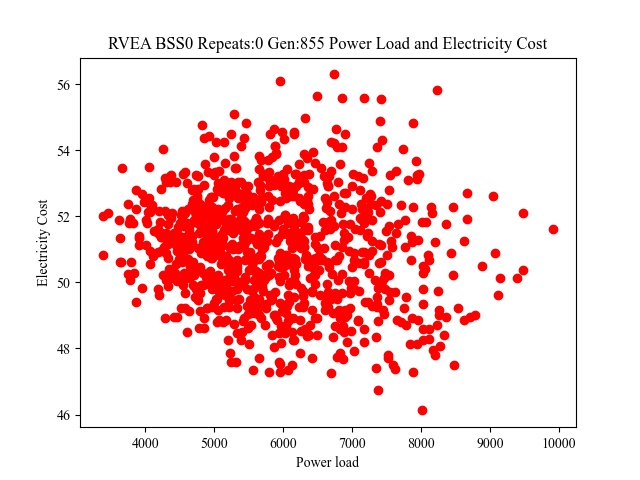 RVEA BSS0 Repeats:0 Gen:855 Power Load and Electricity Cost
Electricity Cost
56
54
52
50
48
46
4000 5000 6000 7000 8000 9000 10000
Power load